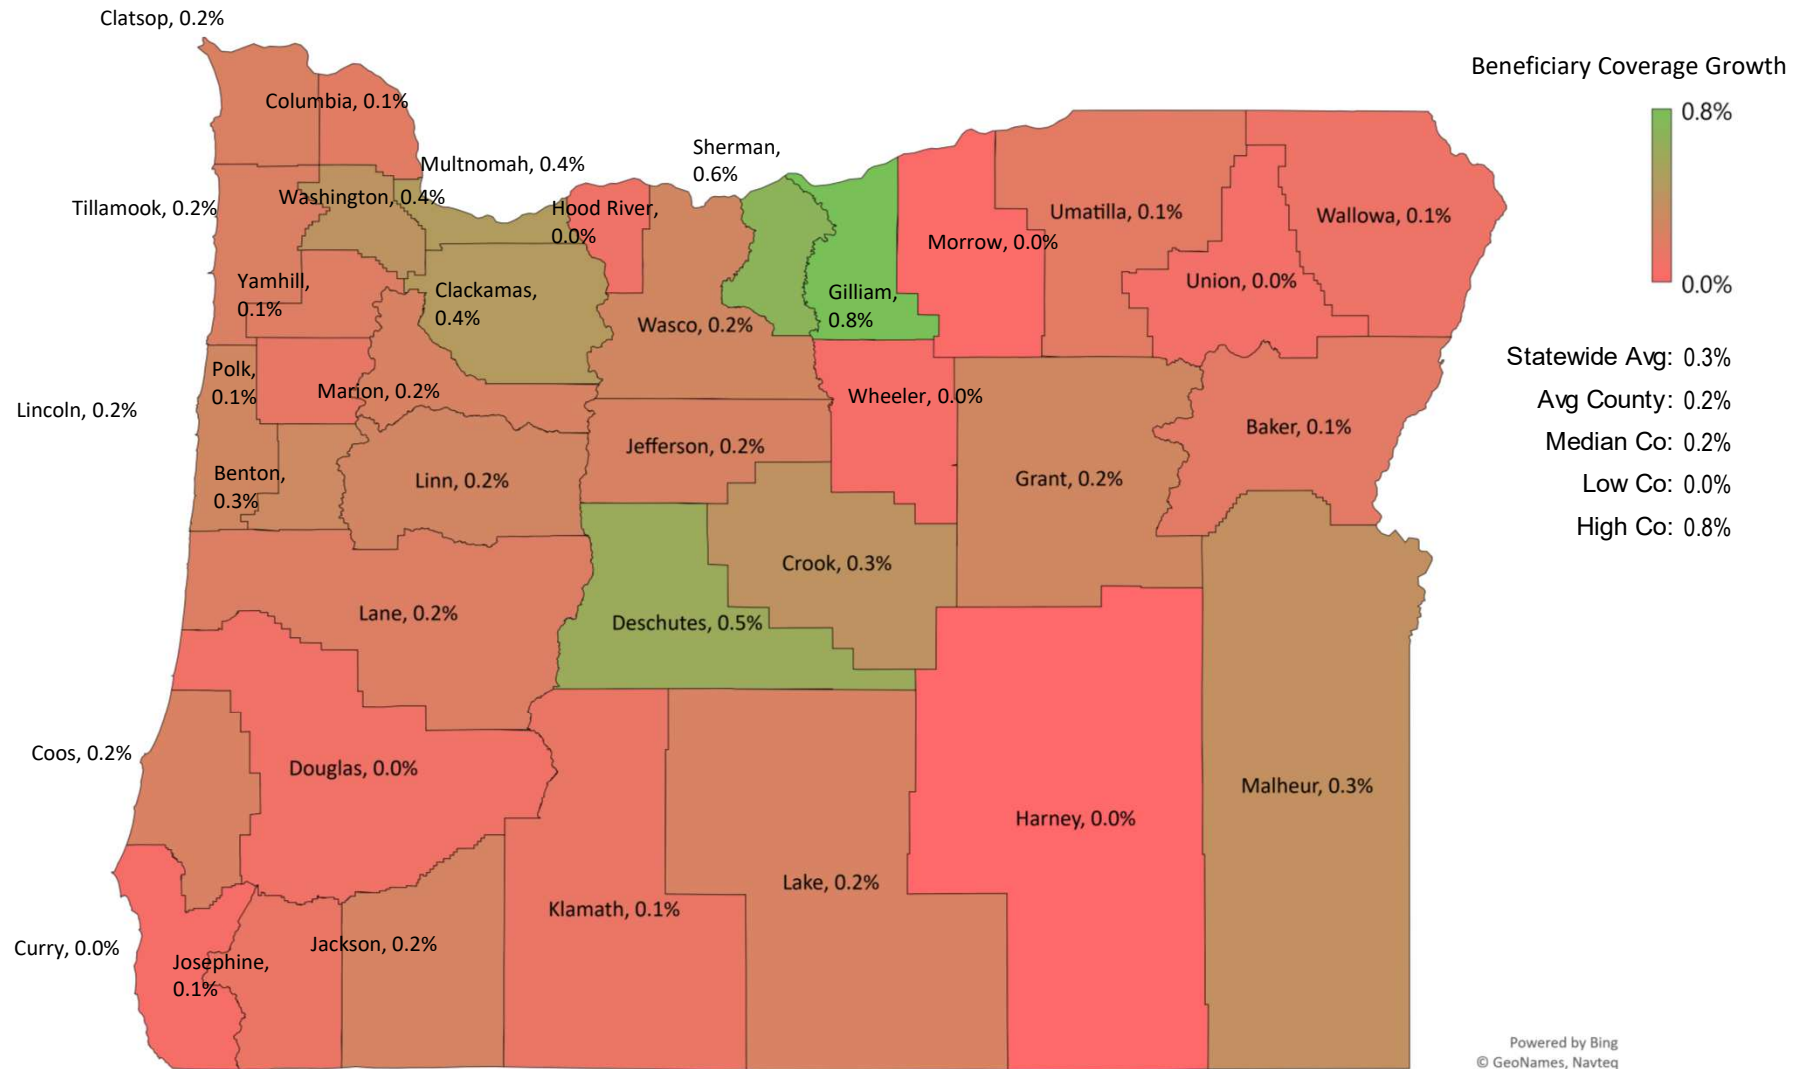 Clatsop, 0.2%
Beneficiary Coverage Growth
Columbia, 0.1%
0.8%
Sherman,
0.6%
Multnomah, 0.4%
Washington, 0.4%
Tillamook, 0.2%
Hood River,
0.0%
Umatilla, 0.1%
Wallowa, 0.1%
Morrow, 0.0%
Yamhill,
0.1%
Clackamas,
0.4%
Gilliam,
0.8%
Union, 0.0%
0.0%
Wasco, 0.2%
Statewide Avg: 0.3%
Polk,
0.1%
Marion, 0.2%
Wheeler, 0.0%
Avg County: 0.2%
Lincoln, 0.2%
Baker, 0.1%
Median Co: 0.2%
Jefferson, 0.2%
Benton,
0.3%
Linn, 0.2%
Grant, 0.2%
Low Co: 0.0%
High Co: 0.8%
Crook, 0.3%
Lane, 0.2%
Deschutes, 0.5%
Coos, 0.2%
Douglas, 0.0%
Malheur, 0.3%
Harney, 0.0%
Lake, 0.2%
Klamath, 0.1%
Curry, 0.0%
Jackson, 0.2%
Josephine,
0.1%
Powered by Bing
© GeoNames, Navteq